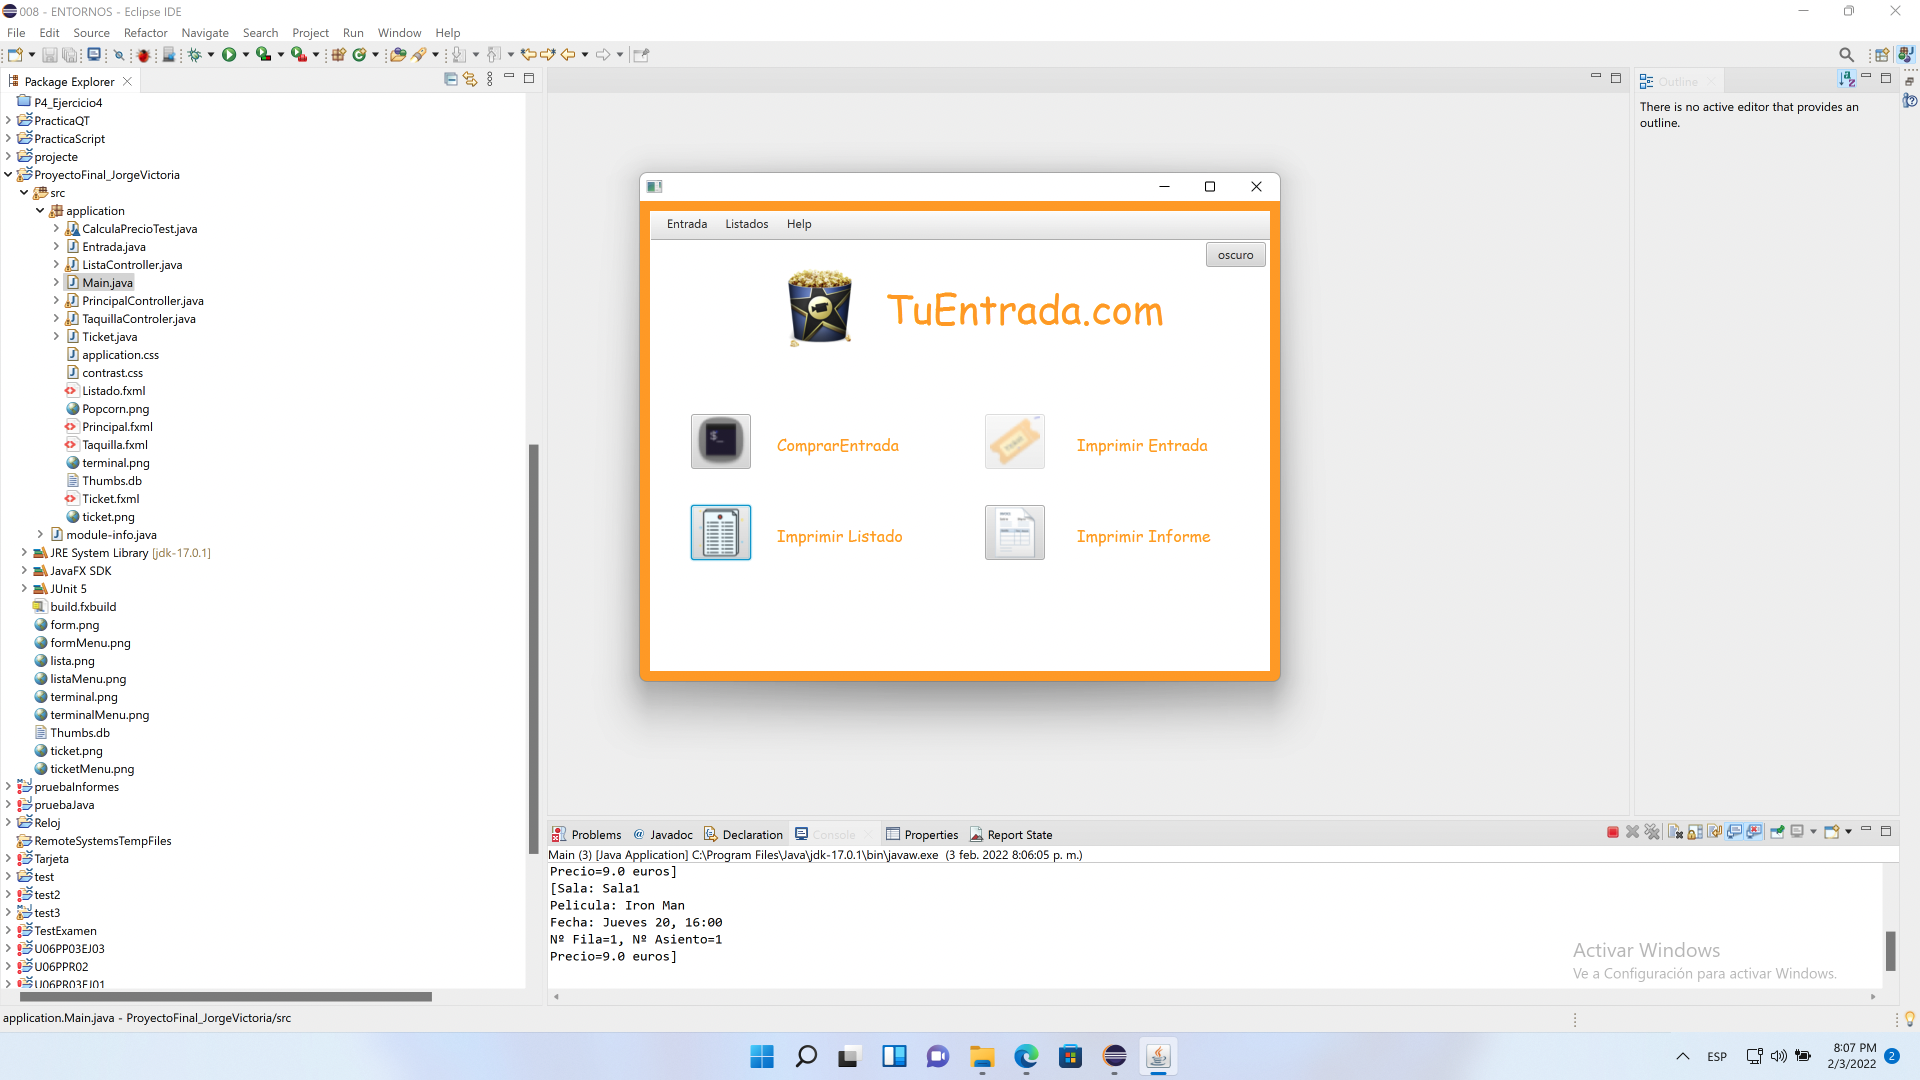 008 - ENTORNOS - Eclipse IDE
File Edit Source Refactor Navigate Search Project Run Window Help
Package Explorer
P4_Ejercicio4
PracticaQT
PracticaScript
projecte
ProyectoFinal_JorgeVictoria
src
application
CalculaPrecioTest.java
Entrada.java
ListaController.java
Main.java
PrincipalController.java
TaquillaControler.java
Ticket.java
application.css
contrast.css
Listado.fxml
Popcorn.png
Principal.fxml
Taquilla.fxml
terminal.png
Thumbs.db
Ticket.fxml
ticket.png
module-info.java
JRE System Library [jdk-17.0.1]
JavaFX SDK
JUnit 5
build.fxbuild
form.png
formMenu.png
lista.png
listaMenu.png
terminal.png
terminalMenu.png
Thumbs.db
ticket.png
ticketMenu.png
pruebaInformes
pruebaJava
Reloj
RemoteSystemsTempFiles
Tarjeta
test
test2
test3
TestExamen
U06PP03EJ03
U06PPR02
U06PR03EJ01
Entrada Listados Help
oscuro
TuEntrada.com
$_
ComprarEntrada
Ticket
Imprimir Entrada
Imprimir Listado
Imprimir Informe
Outline
There is no active editor that provides an
outline.
Problems Javadoc Declaration Console Properties Report State
Main (3) [Java Application] C:\Program Files\Java\jdk-17.0.1\bin\javaw.exe (3 feb. 2022 8:06:05 p. m.)
Precio=9.0 euros]
[Sala: Sala1
Pelicula: Iron Man
Fecha: Jueves 20, 16:00
Nº Fila=1, Nº Asiento=1
Precio=9.0 euros]
Activar Windows
Ve a Configuración para activar Windows.
application.Main.java - ProyectoFinal_JorgeVictoria/src
ESP
8:07 PM
2/3/2022
2